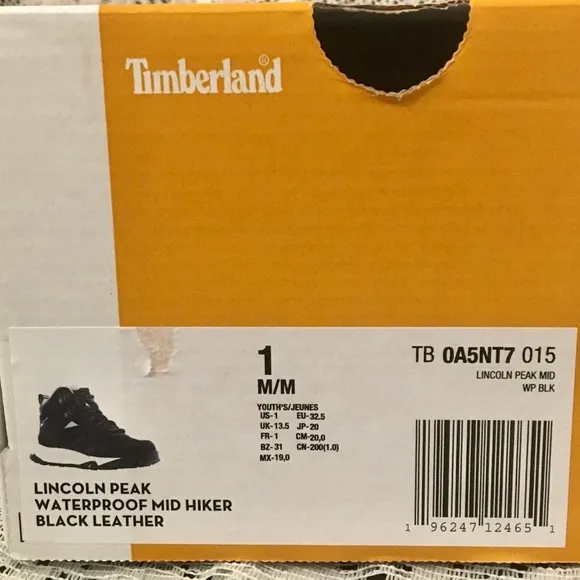 Timberland®
1
M/M
YOUTH'S/JEUNES
US-1 EU-32.5
UK-13.5 JP-20
FR-1 CM-20,0
BZ-31 CN-200(1.0)
MX-19,0
TB 0A5NT7 015
LINCOLN PEAK MID
WP BLK
LINCOLN PEAK
WATERPROOF MID HIKER
BLACK LEATHER
1 96247 12465 1